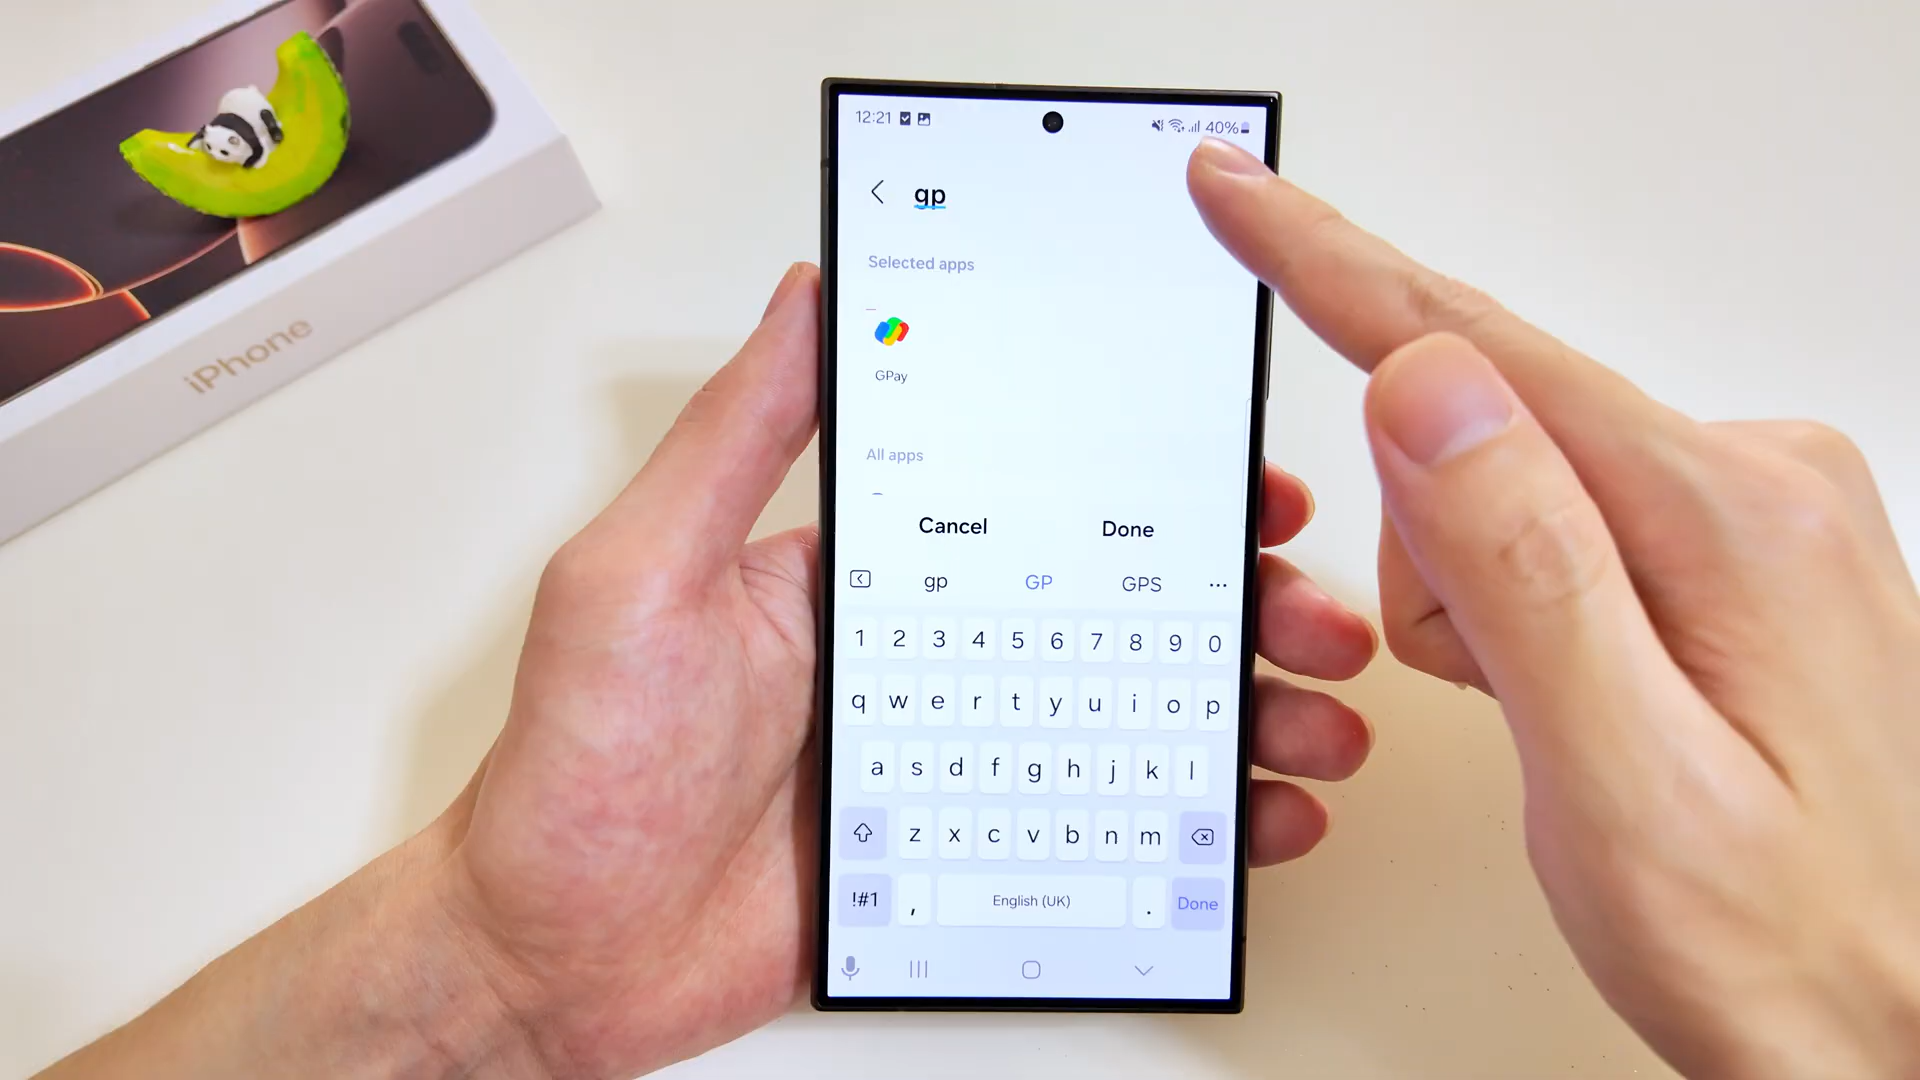 iPhone
12:21
40%
gp
Selected apps
GPay
All apps
Cancel Done
gp GP GPS ...
1 2 3 4 5 6 7 8 9 0
q w e r t y u i o p
a s d f g h j k l
z x c v b n m
!#1 , English (UK) . Done